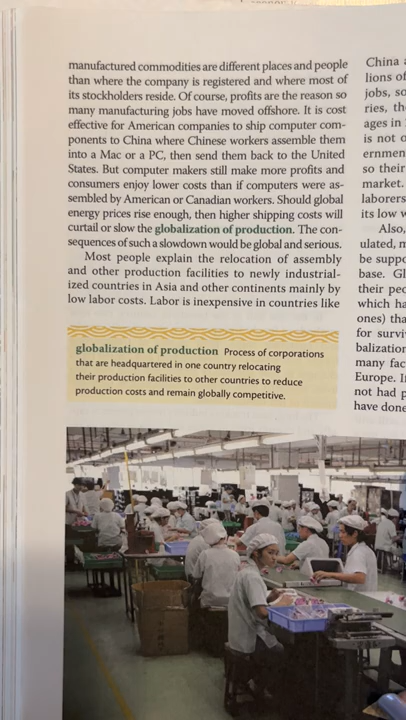 manufactured commodities are different places and people
than where the company is registered and where most of
its stockholders reside. Of course, profits are the reason so
many manufacturing jobs have moved offshore. It is cost
effective for American companies to ship computer com-
ponents to China where Chinese workers assemble them
into a Mac or a PC, then send them back to the United
States. But computer makers still make more profits and
consumers enjoy lower costs than if computers were as-
sembled by American or Canadian workers. Should global
energy prices rise enough, then higher shipping costs will
curtail or slow the globalization of production. The con-
sequences of such a slowdown would be global and serious.
Most people explain the relocation of assembly
and other production facilities to newly industrial-
ized countries in Asia and other continents mainly by
low labor costs. Labor is inexpensive in countries like
globalization of production Process of corporations
that are headquartered in one country relocating
their production facilities to other countries to reduce
production costs and remain globally competitive.
China
lions of
jobs, so
ries, th
ages in
is not
ernmen
so their
market.
laborers
its low w
Also,
ulated, m
be suppo
base. Gl
their peo
which ha
ones) tha
for surviv
balization
many fac
Europe. I
not had p
have done